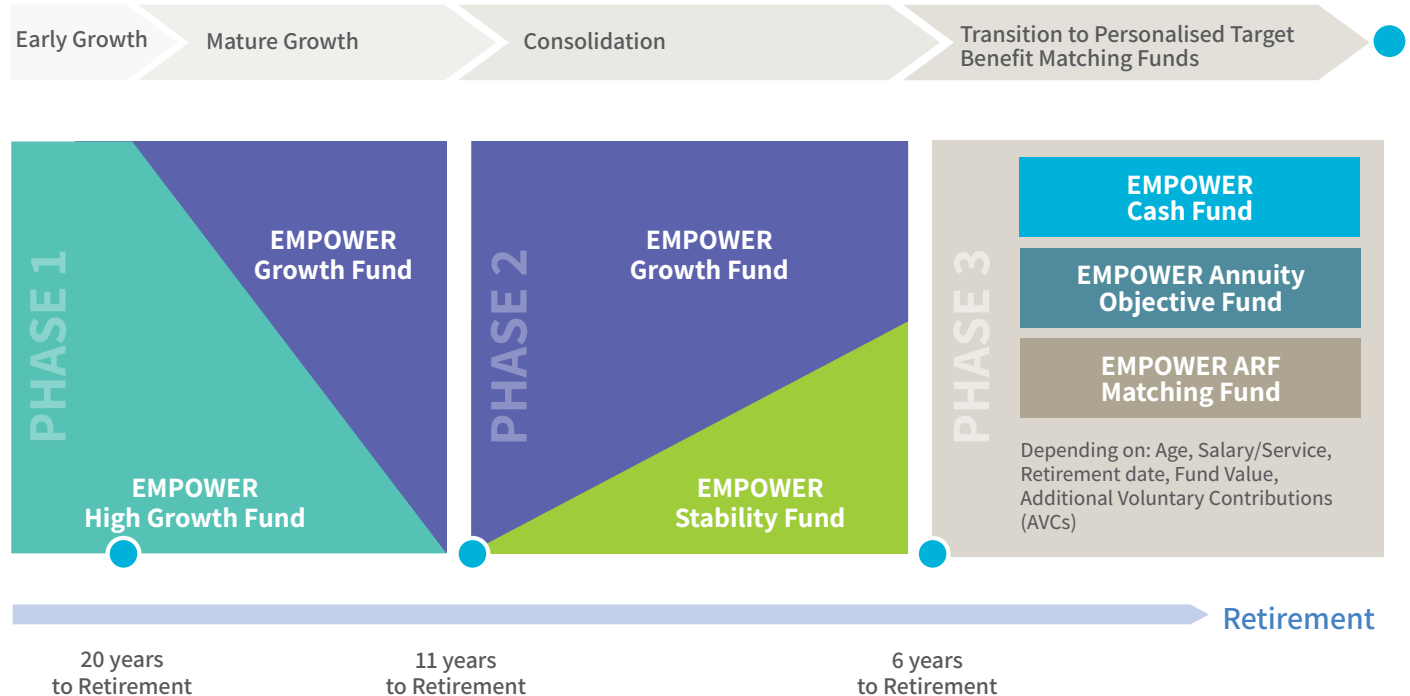 Early Growth
Mature Growth
Consolidation
Transition to Personalised Target
Benefit Matching Funds
PHASE 1
EMPOWER
Growth Fund
EMPOWER
High Growth Fund
PHASE 2
EMPOWER
Growth Fund
EMPOWER
Stability Fund
PHASE 3
EMPOWER
Cash Fund
EMPOWER Annuity
Objective Fund
EMPOWER ARF
Matching Fund
Depending on: Age, Salary/Service,
Retirement date, Fund Value,
Additional Voluntary Contributions
(AVCs)
Retirement
20 years
to Retirement
11 years
to Retirement
6 years
to Retirement